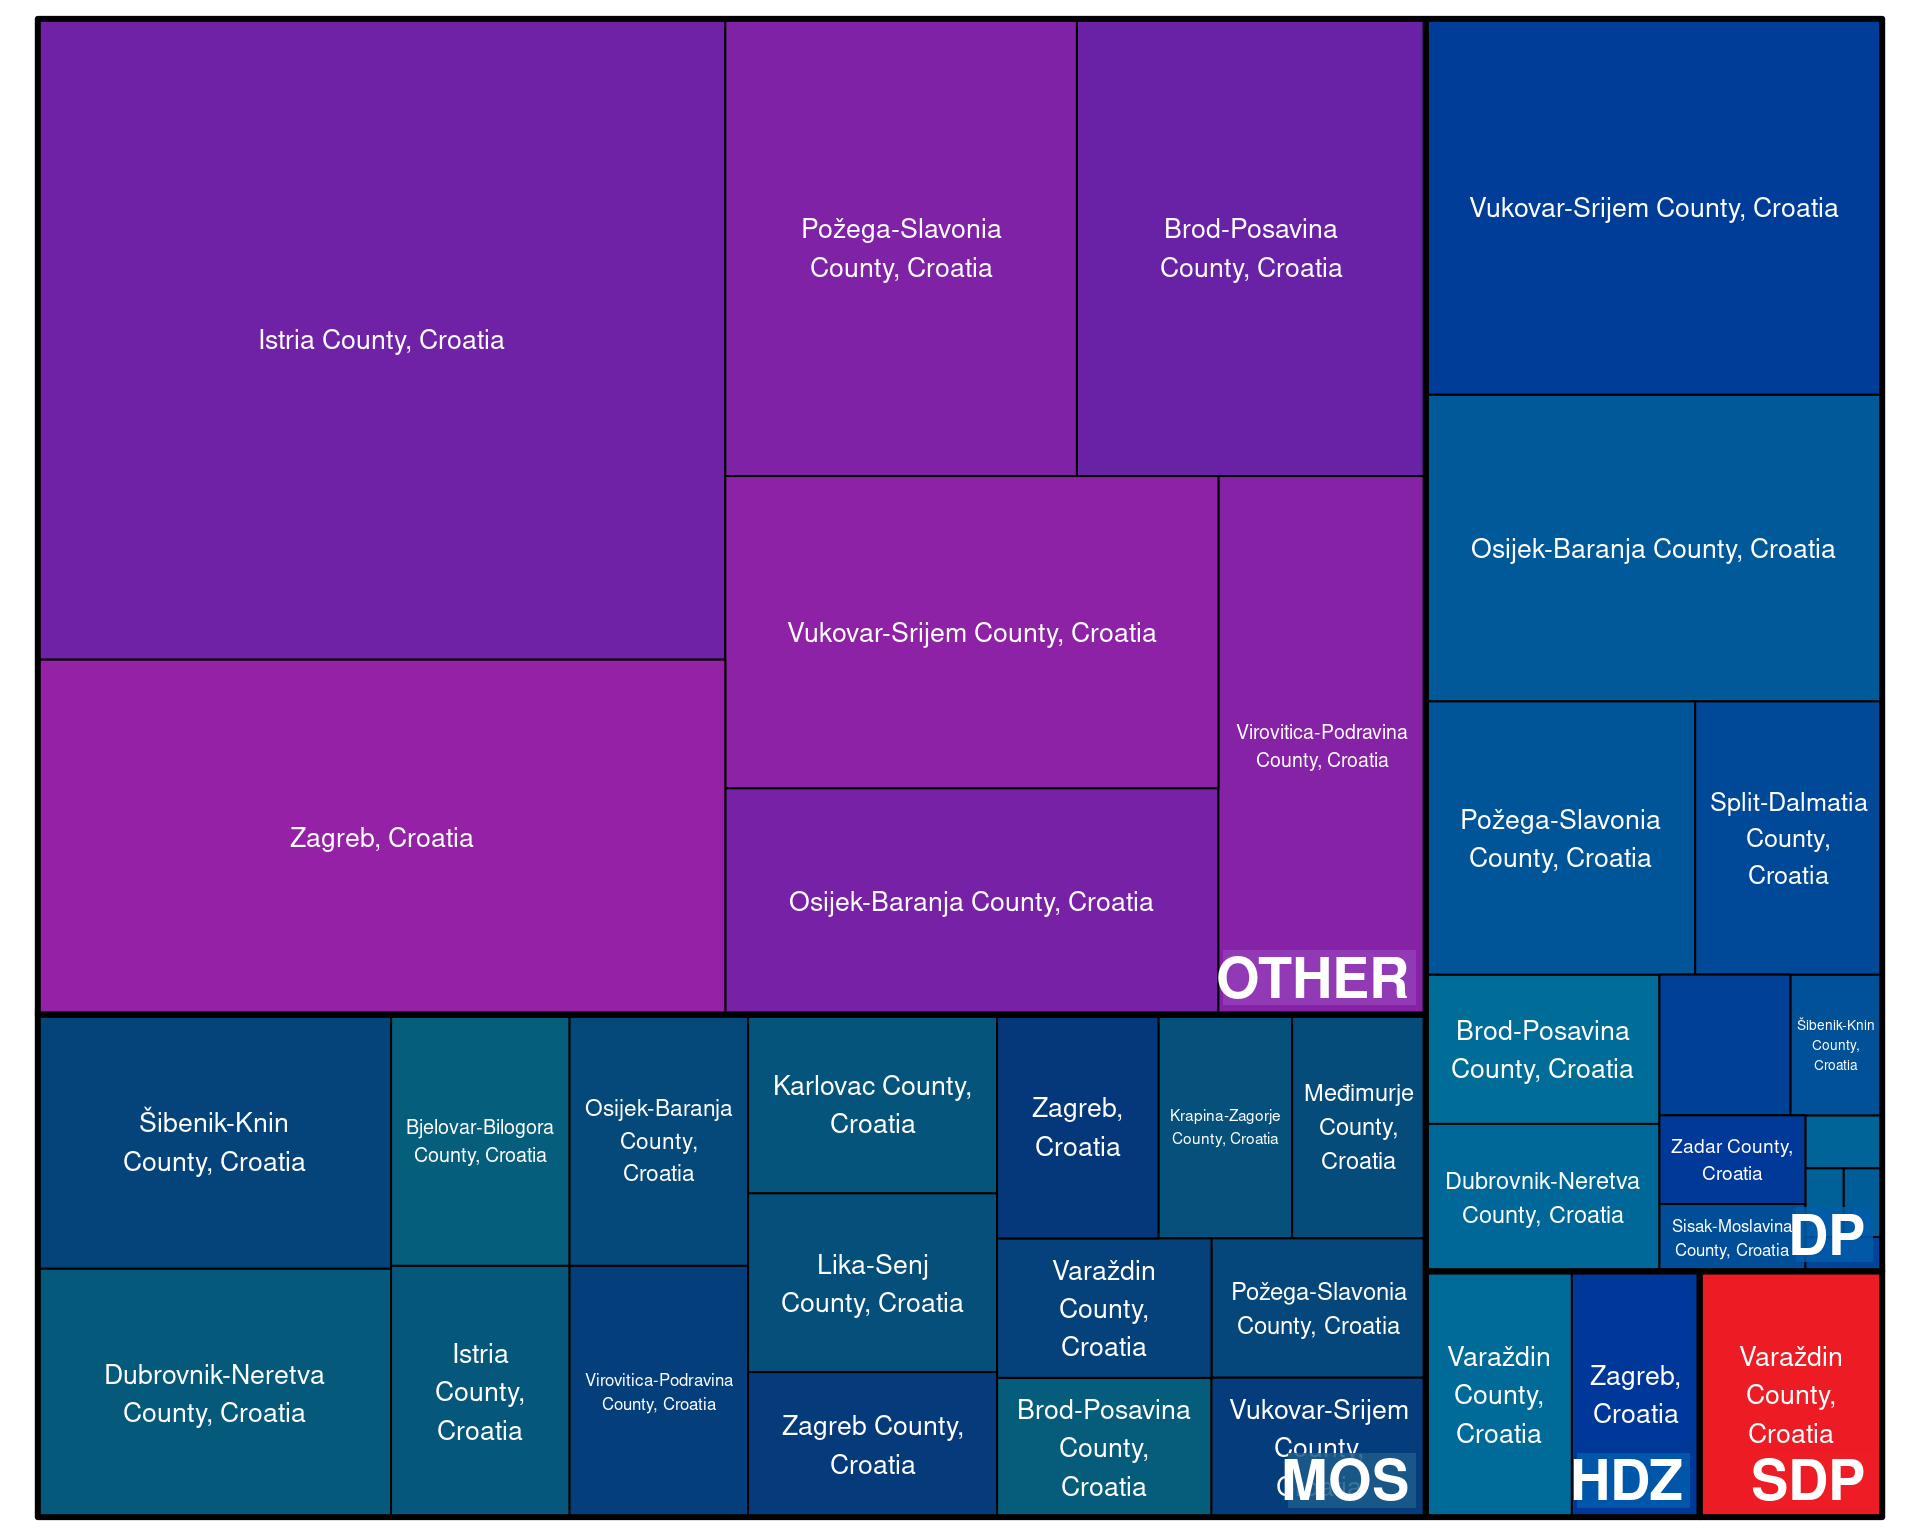 Istria County, Croatia
Zagreb, Croatia
Požega-Slavonia
County, Croatia
Brod-Posavina
County, Croatia
Vukovar-Srijem County, Croatia
Osijek-Baranja County, Croatia
Virovitica-Podravina
County, Croatia
OTHER
Šibenik-Knin
County, Croatia
Dubrovnik-Neretva
County, Croatia
Bjelovar-Bilogora
County, Croatia
Istria
County,
Croatia
Osijek-Baranja
County,
Croatia
Virovitica-Podravina
County, Croatia
Karlovac County,
Croatia
Lika-Senj
County, Croatia
Zagreb County,
Croatia
Zagreb,
Croatia
Krapina-Zagorje
County, Croatia
Međimurje
County,
Croatia
Varaždin
County,
Croatia
Požega-Slavonia
County, Croatia
Brod-Posavina
County,
Croatia
Vukovar-Srijem
County,
MOS
Vukovar-Srijem County, Croatia
Osijek-Baranja County, Croatia
Požega-Slavonia
County, Croatia
Split-Dalmatia
County,
Croatia
Brod-Posavina
County, Croatia
Dubrovnik-Neretva
County, Croatia
Šibenik-Knin
County,
Croatia
Zadar County,
Croatia
Sisak-Moslavina
County, Croatia
DP
Varaždin
County,
Croatia
Zagreb,
Croatia
HDZ
Varaždin
County,
Croatia
SDP